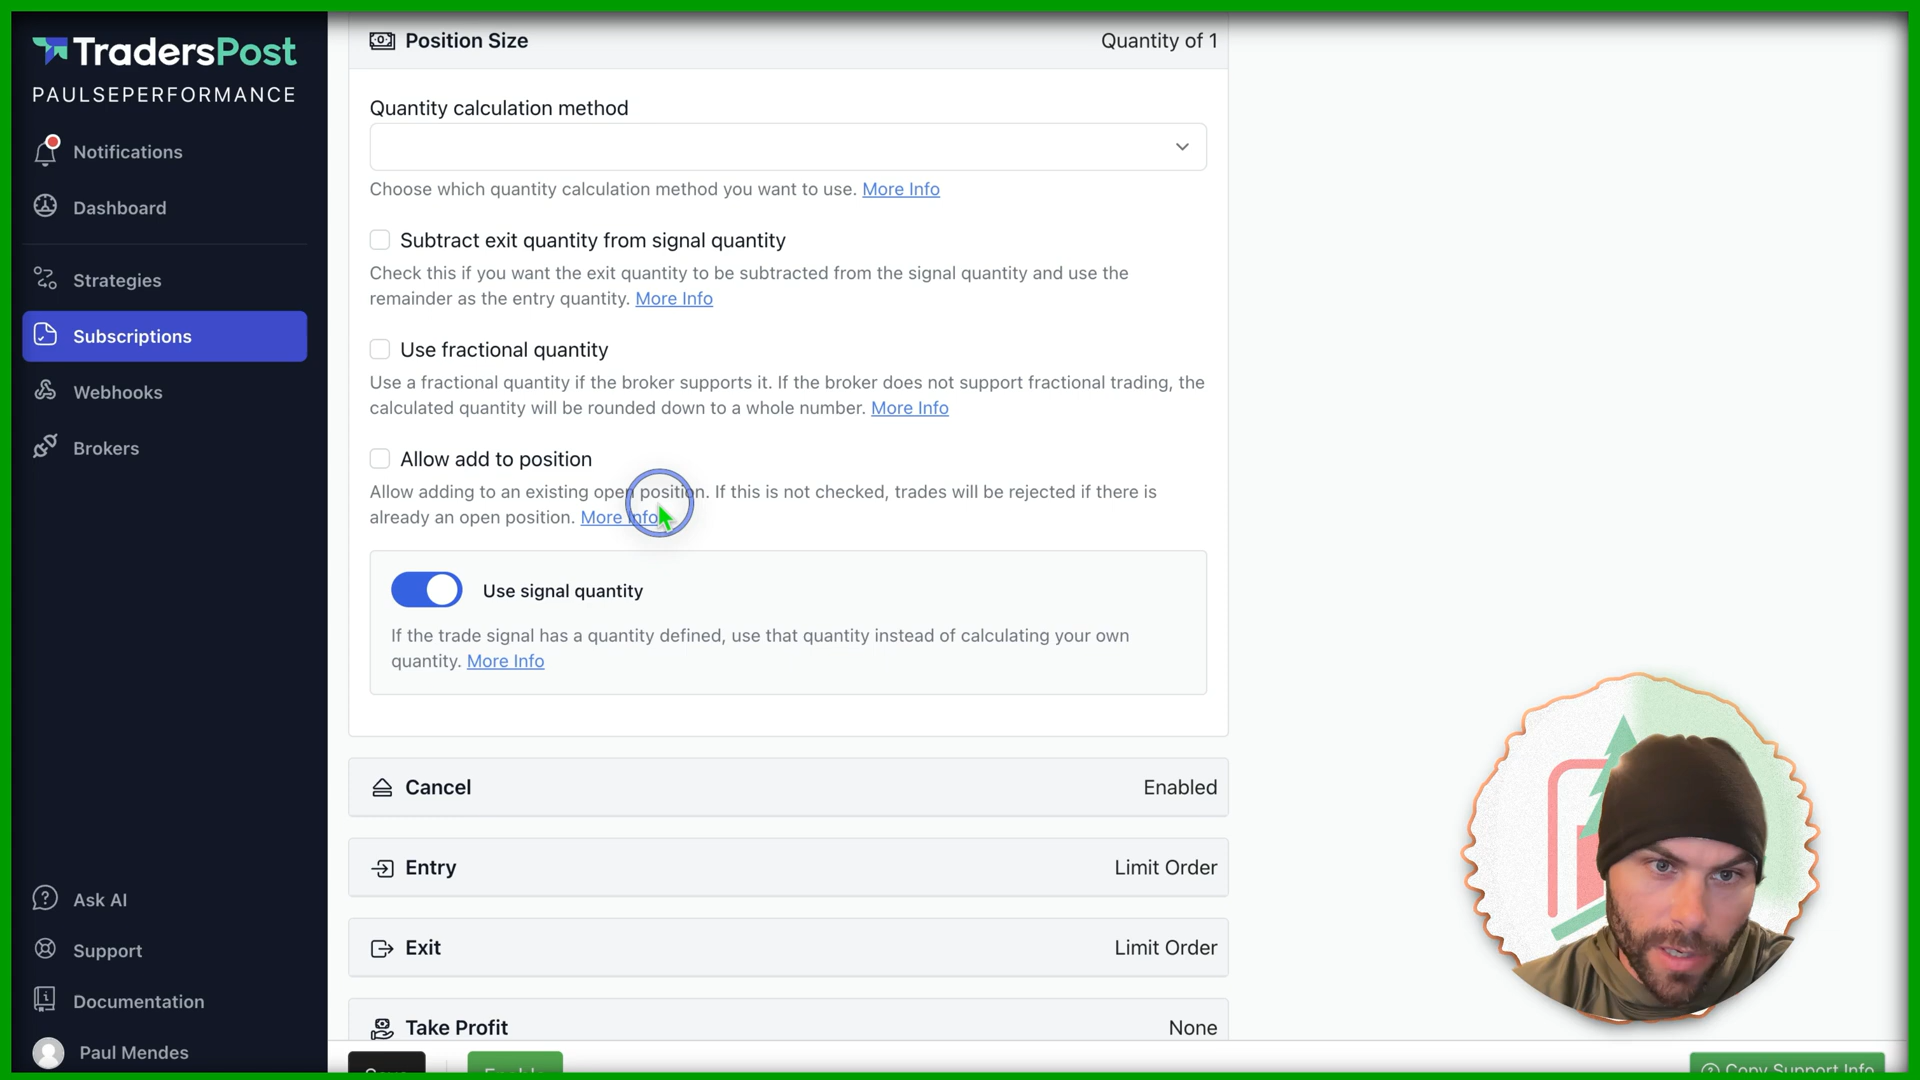 TradersPost
PAULSEPERFORMANCE
Notifications
Dashboard
Strategies
Subscriptions
Webhooks
Brokers
Ask AI
Support
Documentation
Paul Mendes
Position Size
Quantity of 1
Quantity calculation method
Choose which quantity calculation method you want to use. More Info
Subtract exit quantity from signal quantity
Check this if you want the exit quantity to be subtracted from the signal quantity and use the
remainder as the entry quantity. More Info
Use fractional quantity
Use a fractional quantity if the broker supports it. If the broker does not support fractional trading, the
calculated quantity will be rounded down to a whole number. More Info
Allow add to position
Allow adding to an existing open position. If this is not checked, trades will be rejected if there is
already an open position. More Info
Use signal quantity
If the trade signal has a quantity defined, use that quantity instead of calculating your own
quantity. More Info
Cancel
Enabled
Entry
Limit Order
Exit
Limit Order
Take Profit
None
Copy Support Info